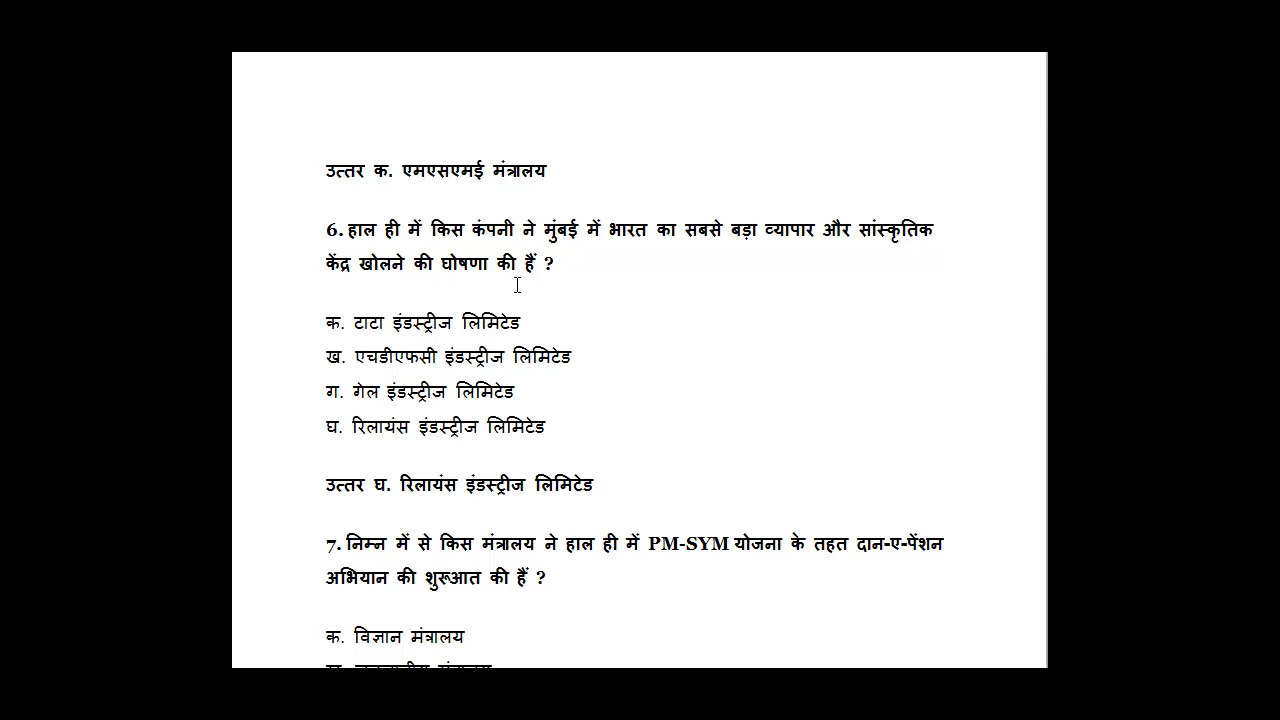 उत्तर क. एमएसएमई मंत्रालय
6. हाल ही में किस कंपनी ने मुंबई में भारत का सबसे बड़ा व्यापार और सांस्कृतिक
केंद्र खोलने की घोषणा की हैं ?
क. टाटा इंडस्ट्रीज लिमिटेड
ख. एचडीएफसी इंडस्ट्रीज लिमिटेड
ग. गेल इंडस्ट्रीज लिमिटेड
घ. रिलायंस इंडस्ट्रीज लिमिटेड
उत्तर घ. रिलायंस इंडस्ट्रीज लिमिटेड
7. निम्न में से किस मंत्रालय ने हाल ही में PM-SYM योजना के तहत दान-ए-पेंशन
अभियान की शुरूआत की हैं ?
क. विज्ञान मंत्रालय